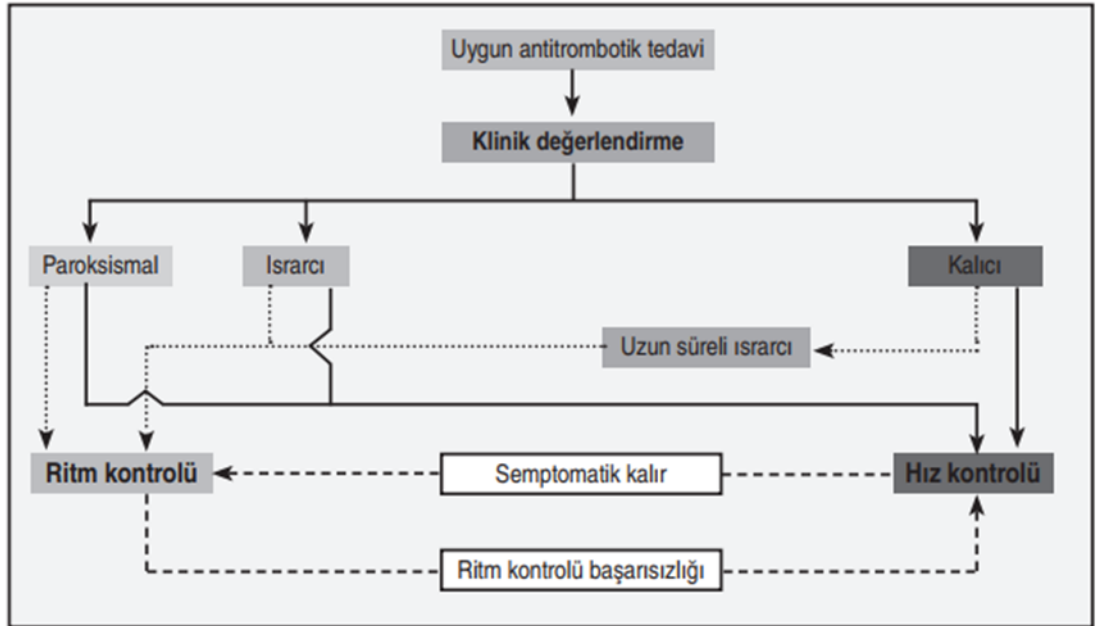 Uygun antitrombotik tedavi
Klinik değerlendirme
Paroksismal
Israrcı
Kalıcı
Uzun süreli ısrarcı
Ritm kontrolü
Semptomatik kalır
Hız kontrolü
Ritm kontrolü başarısızlığı